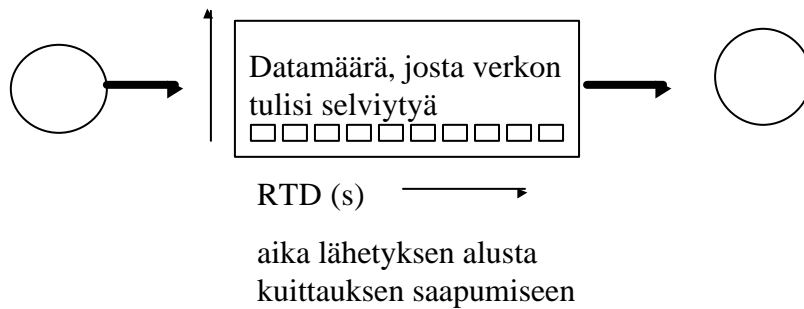 Datamäärä, josta verkon
tulisi selviytyä
RTD (s)
aika lähetyksen alusta
kuittauksen saapumiseen